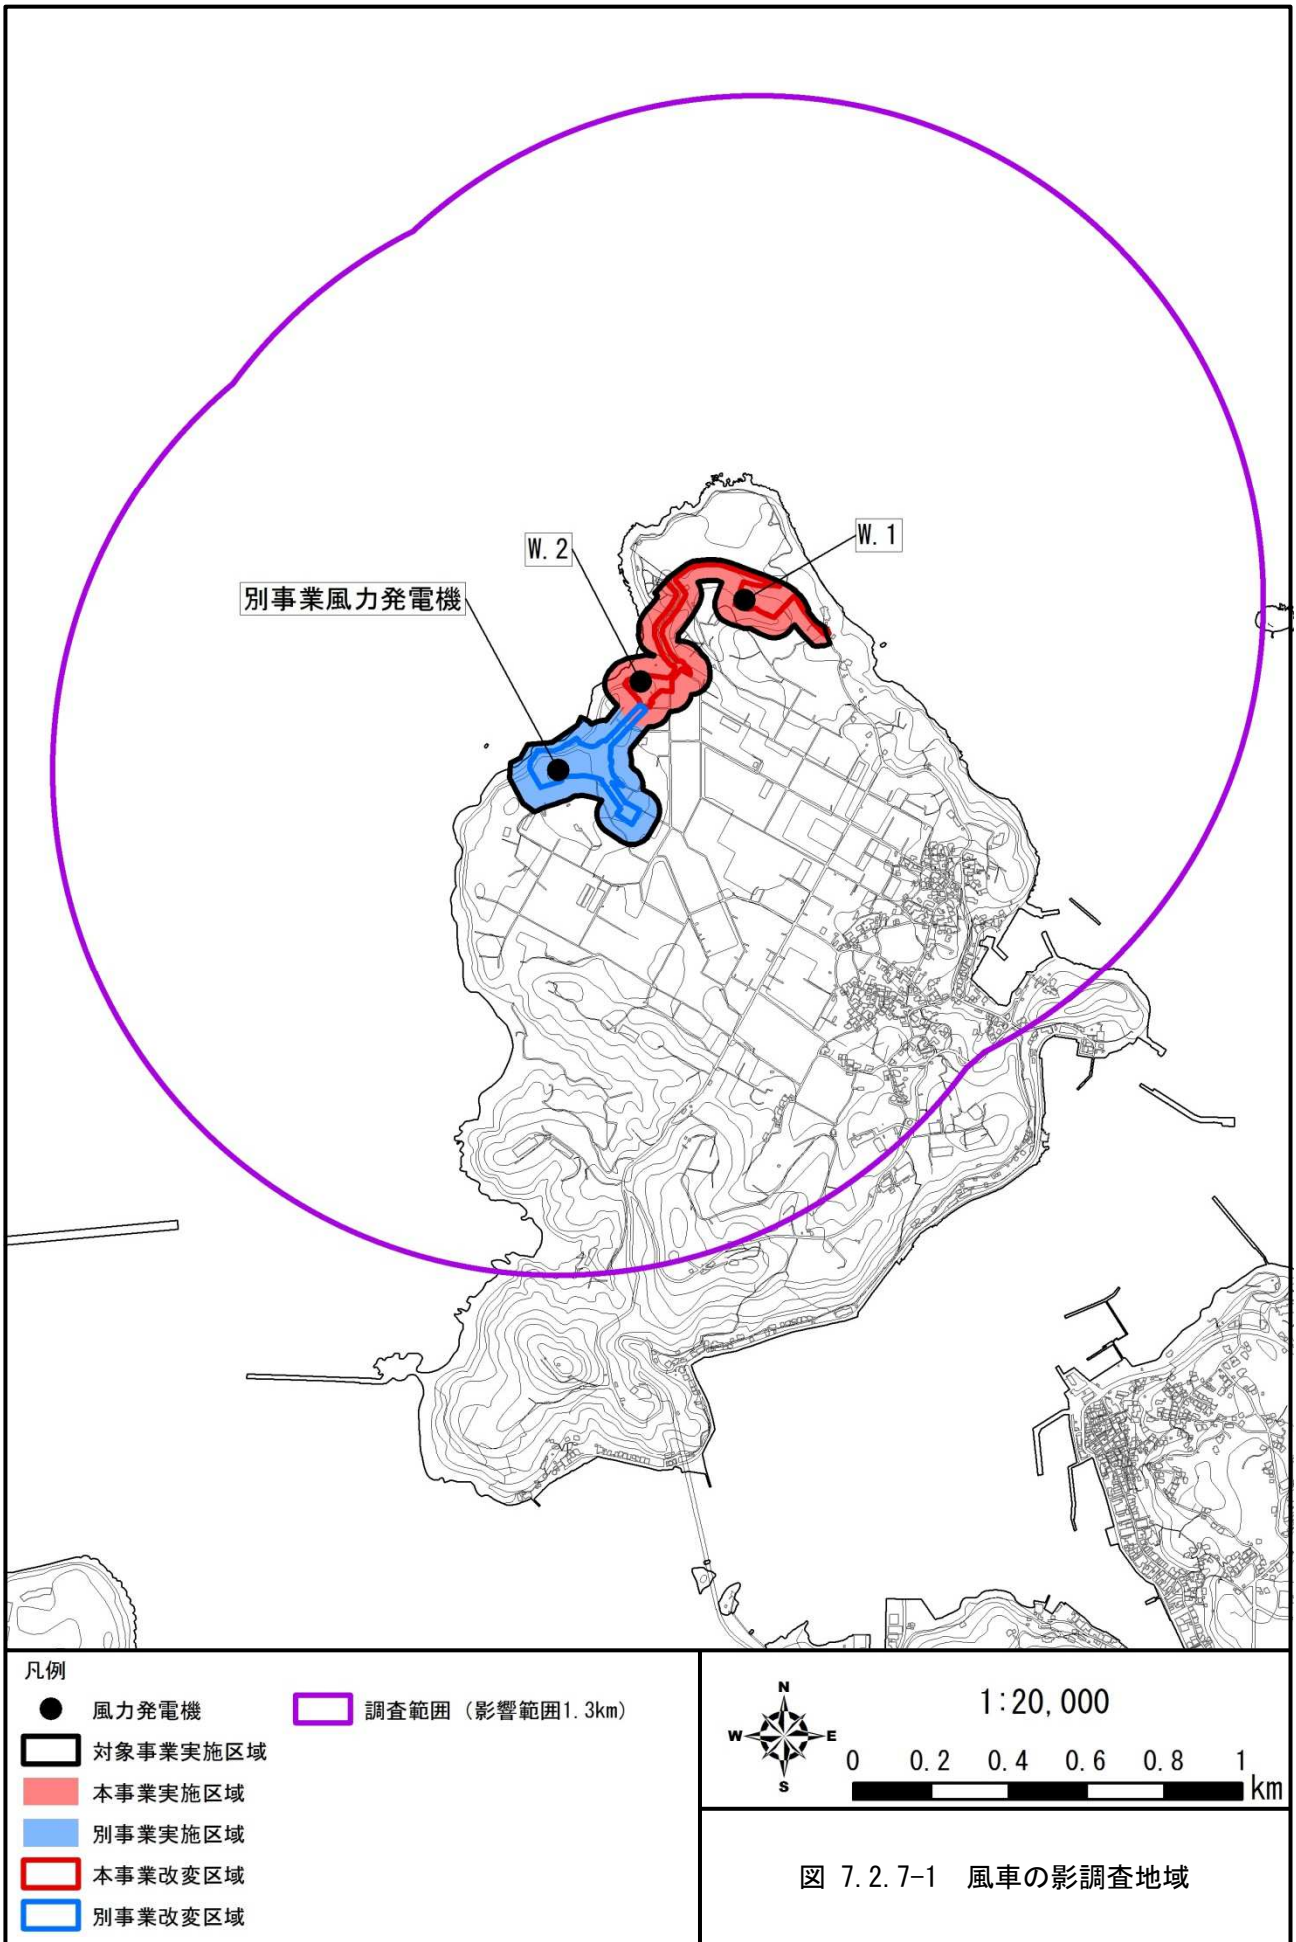 W.1
W.2
別事業風力発電機
凡例
風力発電機
調査範囲（影響範囲1.3km）
対象事業実施区域
本事業実施区域
別事業実施区域
本事業改変区域
別事業改変区域
N
W E
S
1:20,000
0 0.2 0.4 0.6 0.8 1
km
図 7.2.7-1　風車の影調査地域